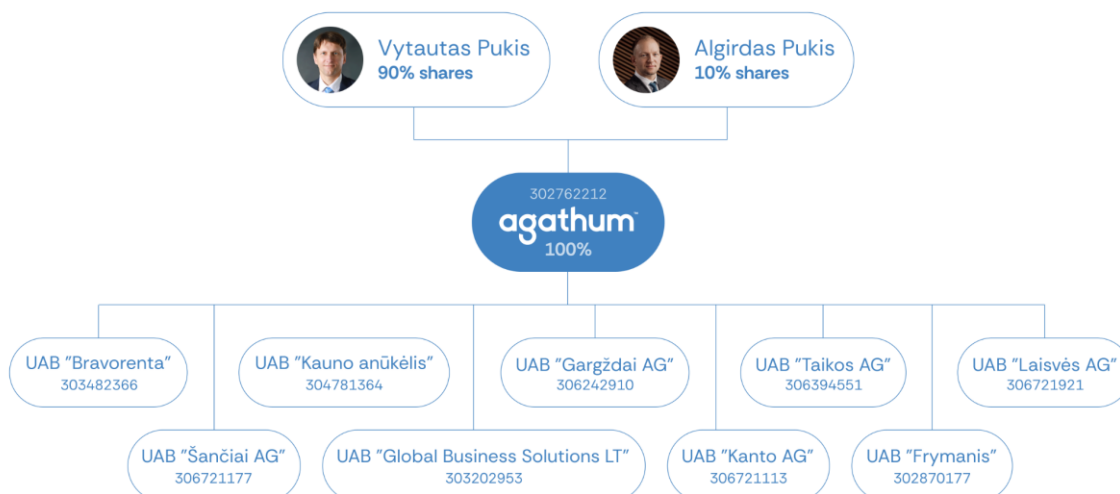 Vytautas Pukis
90% shares
Algirdas Pukis
10% shares
302762212
agathum™
100%
UAB "Bravorenta"
303482366
UAB "Kauno anūkėlis"
304781364
UAB "Gargždai AG"
306242910
UAB "Taikos AG"
306394551
UAB "Laisvės AG"
306721921
UAB "Šančiai AG"
306721177
UAB "Global Business Solutions LT"
303202953
UAB "Kanto AG"
306721113
UAB "Frymanis"
302870177